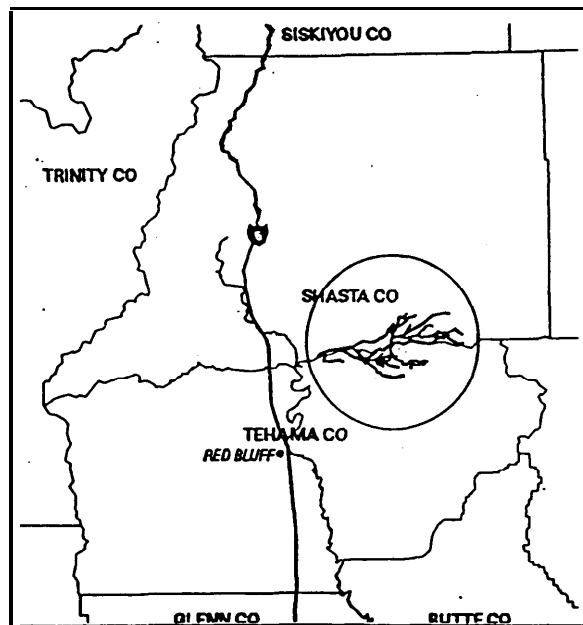 SISKIYOU CO
TRINITY CO
SHASTA CO
TEHAMA CO
RED BLUFF
GLENN CO
BUTTE CO